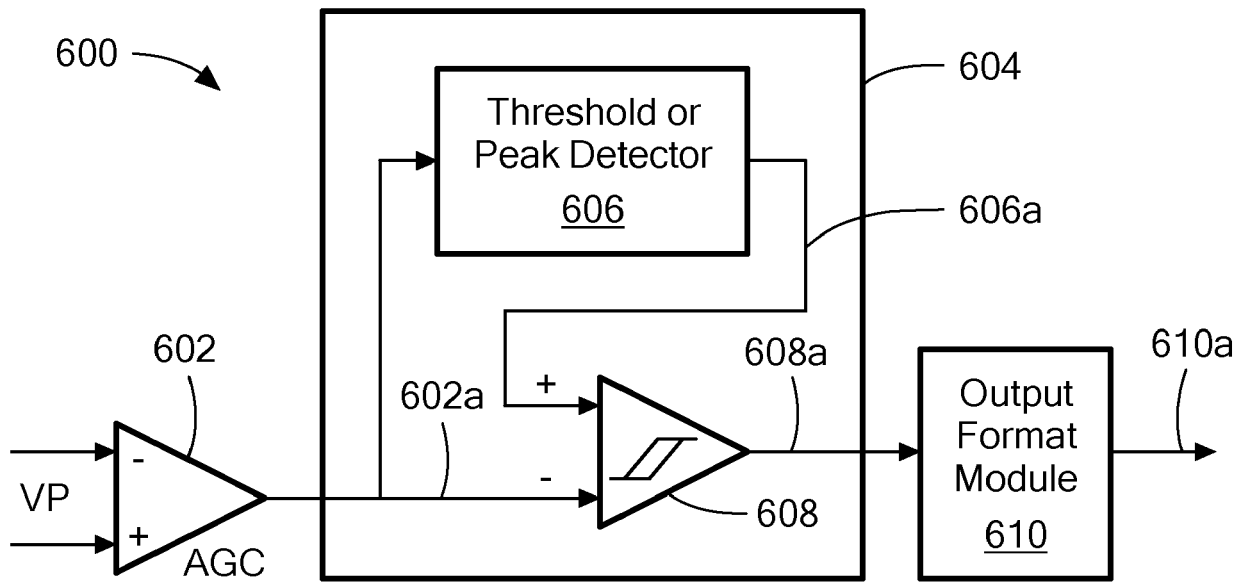 600
604
Threshold or
Peak Detector
606
606a
602
602a
+
608a
610a
-
VP
+
AGC
-
608
Output
Format
Module
610